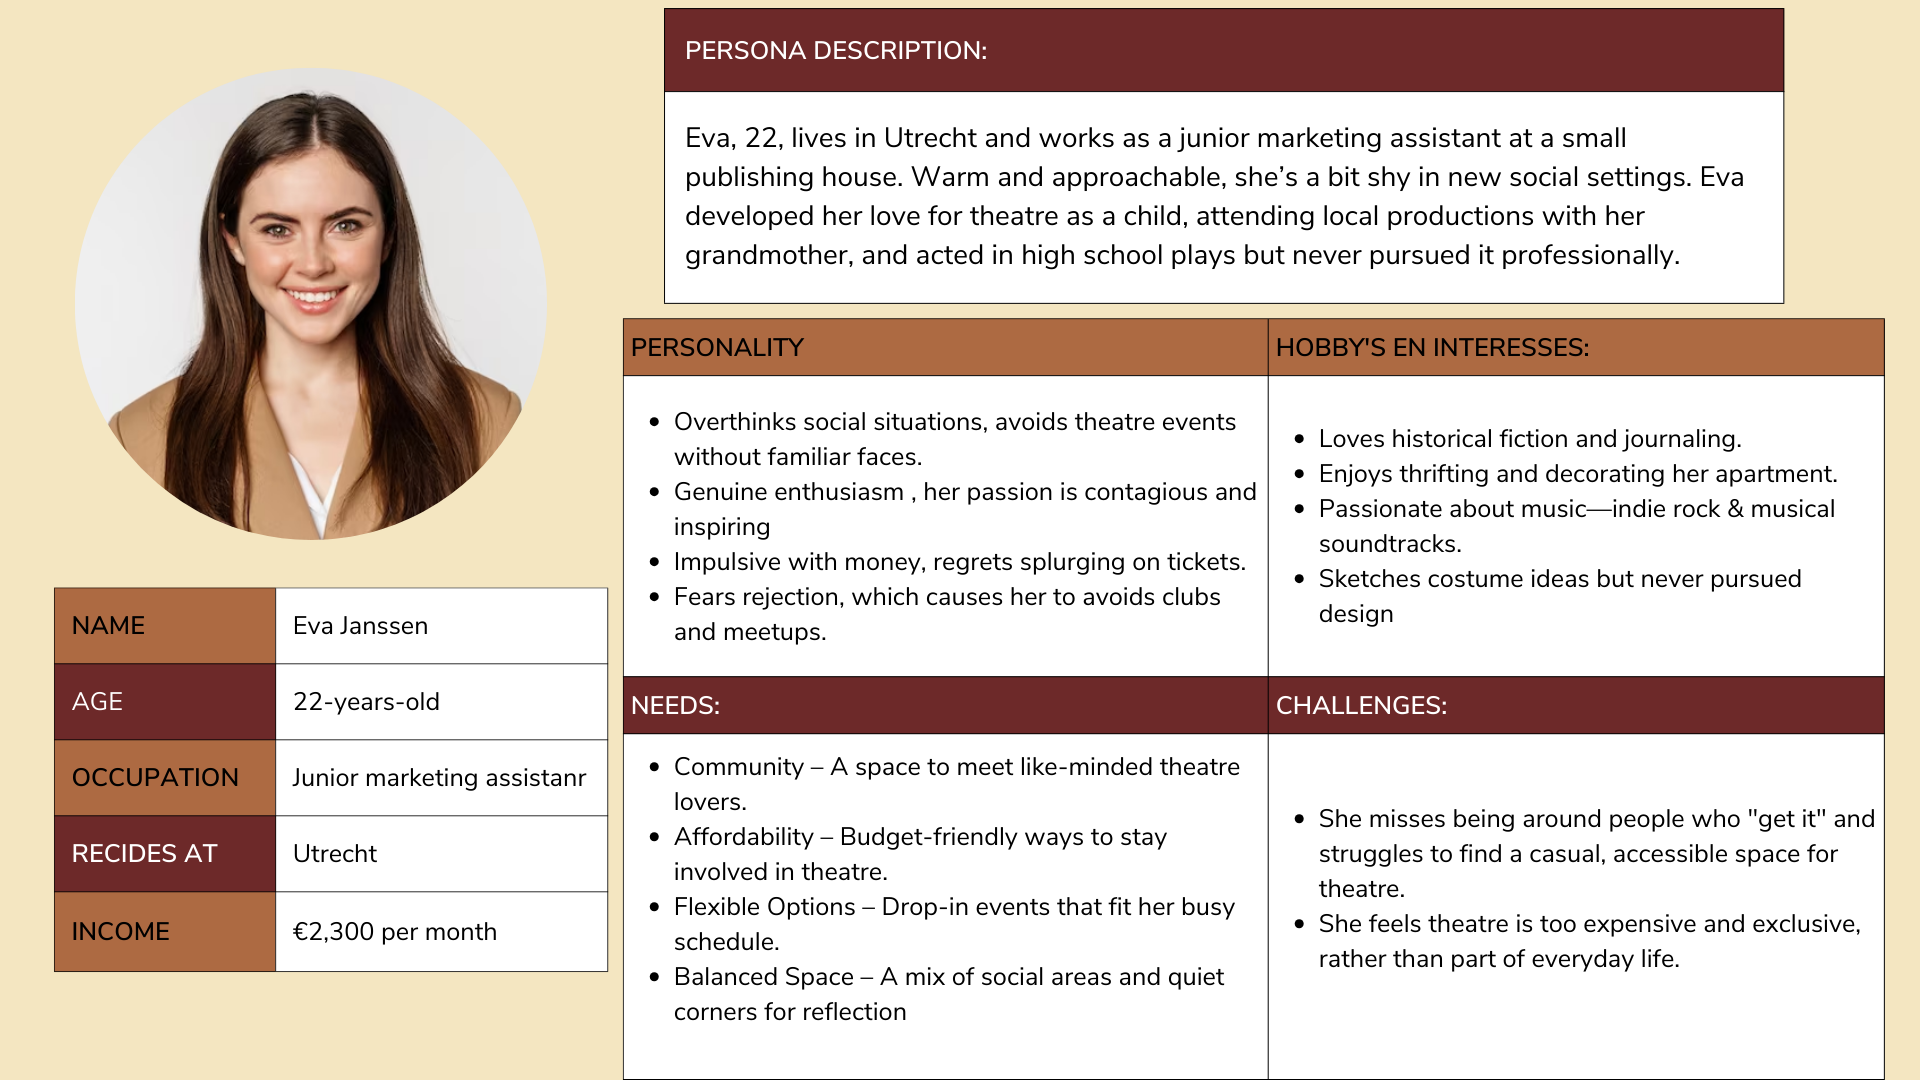 PERSONA DESCRIPTION:
Eva, 22, lives in Utrecht and works as a junior marketing assistant at a small
publishing house. Warm and approachable, she’s a bit shy in new social settings. Eva
developed her love for theatre as a child, attending local productions with her
grandmother, and acted in high school plays but never pursued it professionally.
NAME
Eva Janssen
AGE
22-years-old
OCCUPATION
Junior marketing assistanr
RECIDES AT
Utrecht
INCOME
€2,300 per month
PERSONALITY
• Overthinks social situations, avoids theatre events
without familiar faces.
• Genuine enthusiasm , her passion is contagious and
inspiring
• Impulsive with money, regrets splurging on tickets.
• Fears rejection, which causes her to avoids clubs
and meetups.
HOBBY'S EN INTERESSES:
• Loves historical fiction and journaling.
• Enjoys thrifting and decorating her apartment.
• Passionate about music—indie rock & musical
soundtracks.
• Sketches costume ideas but never pursued
design
NEEDS:
• Community – A space to meet like-minded theatre
lovers.
• Affordability – Budget-friendly ways to stay
involved in theatre.
• Flexible Options – Drop-in events that fit her busy
schedule.
• Balanced Space – A mix of social areas and quiet
corners for reflection
CHALLENGES:
• She misses being around people who "get it" and
struggles to find a casual, accessible space for
theatre.
• She feels theatre is too expensive and exclusive,
rather than part of everyday life.